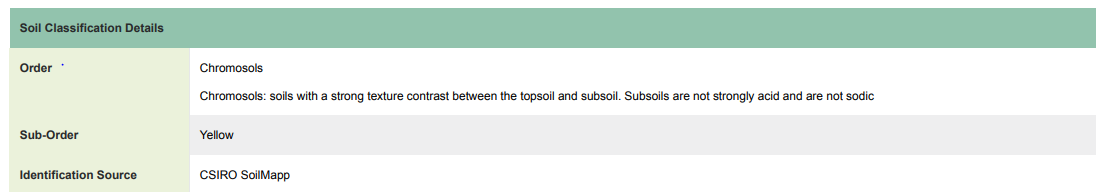 Soil Classification Details
Order
Chromosols
Chromosols: soils with a strong texture contrast between the topsoil and subsoil. Subsoils are not strongly acid and are not sodic
Sub-Order
Yellow
Identification Source
CSIRO SoilMapp